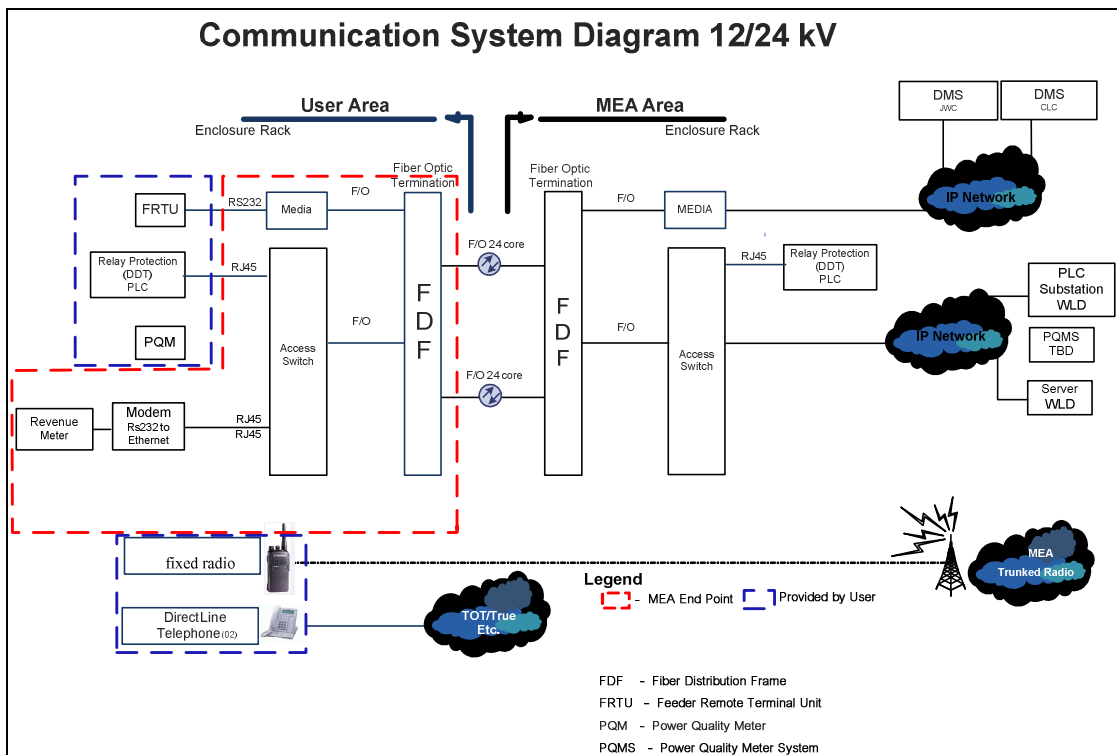 Communication System Diagram 12/24 kV
User Area
MEA Area
Enclosure Rack
Enclosure Rack
DMS
JWC
DMS
CLC
Fiber Optic
Termination
Fiber Optic
Termination
FRTU
RS232
Media
F/O
F/O
MEDIA
IP Network
Relay Protection
(DDT)
PLC
RJ45
F/O 24 core
RJ45
Relay Protection
(DDT)
PLC
PLC
Substation
WLD
PQM
Access
Switch
F/O
F
D
F
F
D
F
F/O
Access
Switch
IP Network
PQMS
TBD
F/O 24 core
Server
WLD
Revenue
Meter
Modem
Rs232 to
Ethernet
RJ45
RJ45
fixed radio
MEA
Trunked Radio
Legend
- MEA End Point
Provided by User
DirectLine
Telephone (02)
TOT/True
Etc.
FDF - Fiber Distribution Frame
FRTU - Feeder Remote Terminal Unit
PQM - Power Quality Meter
PQMS - Power Quality Meter System